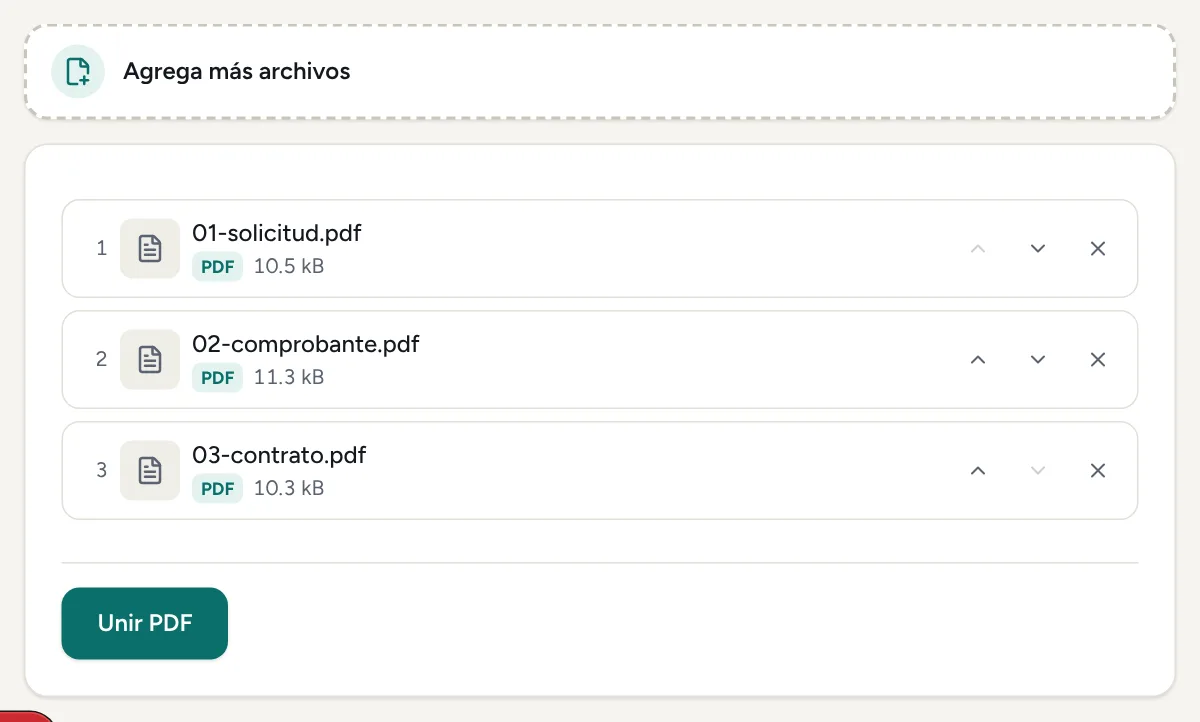 Agrega más archivos
1
01-solicitud.pdf
PDF 10.5 kB
2
02-comprobante.pdf
PDF 11.3 kB
3
03-contrato.pdf
PDF 10.3 kB
Unir PDF